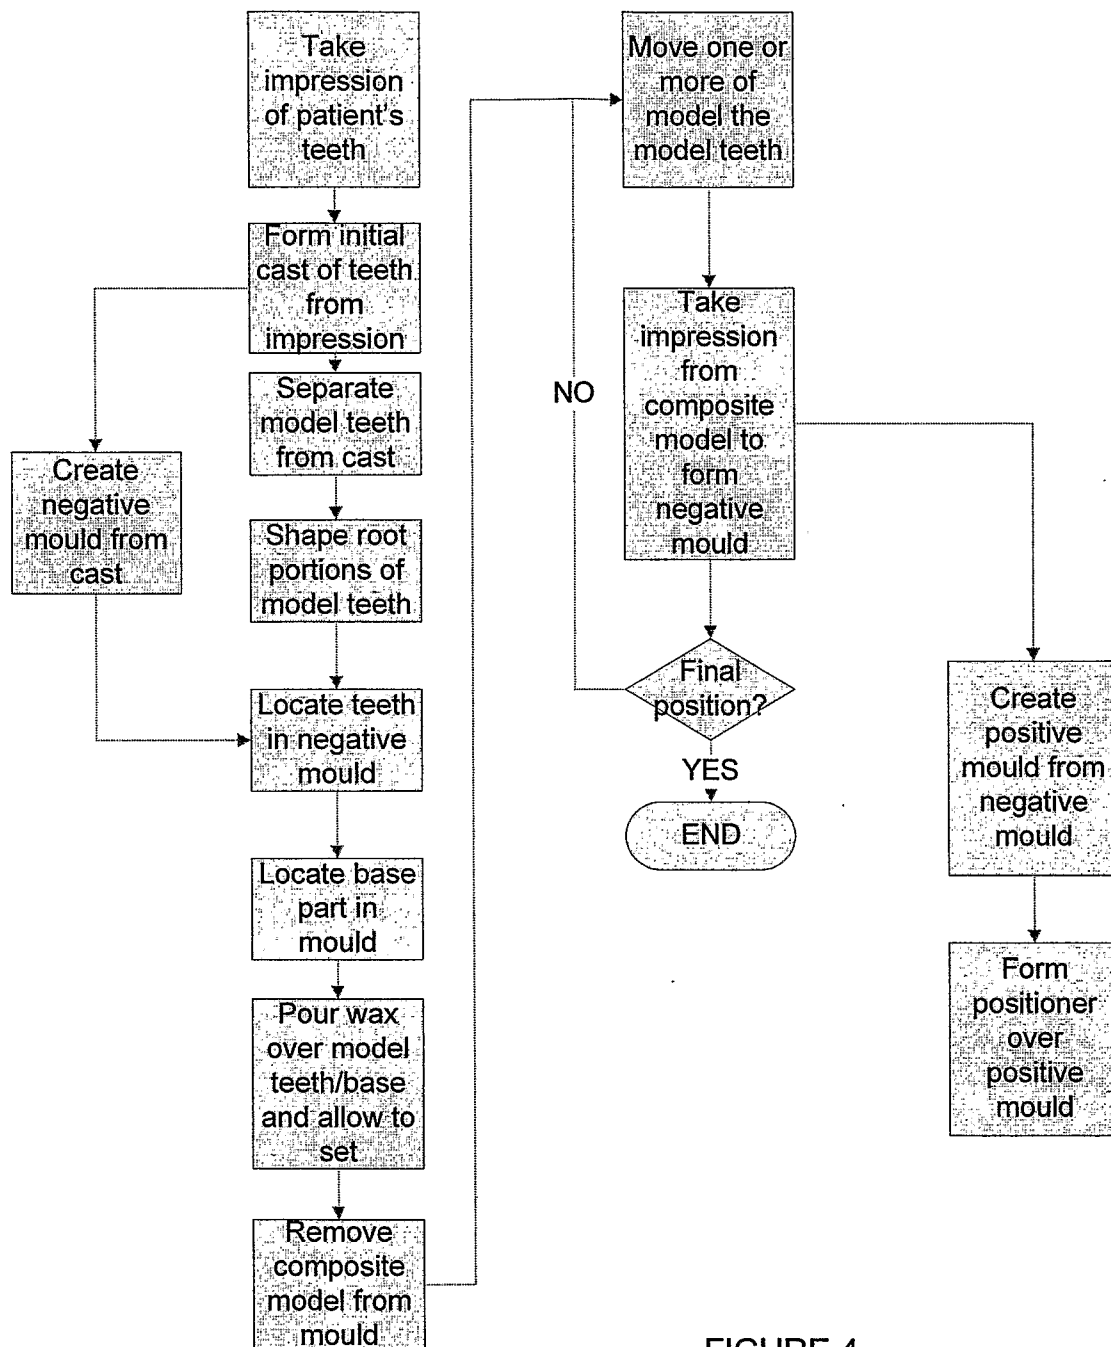 Take
impression
of patient's
teeth
Form initial
cast of teeth
from
impression
Separate
model teeth
from cast
Create
negative
mould from
cast
Shape root
portions of
model teeth
Locate teeth
in negative
mould
Locate base
part in
mould
Pour wax
over model
teeth/base
and allow to
set
Remove
composite
model from
mould
Move one or
more of
model the
model teeth
Take
impression
from
composite
model to
form
negative
mould
NO
Final
position?
YES
END
Create
positive
mould from
negative
mould
Form
positioner
over
positive
mould
FIGURE 4